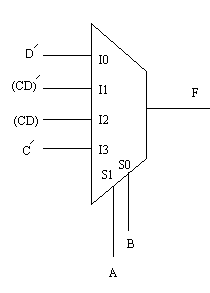 D′ I0
(CD)′ I1
F
(CD) I2
C′ I3
S1 S0
B
A